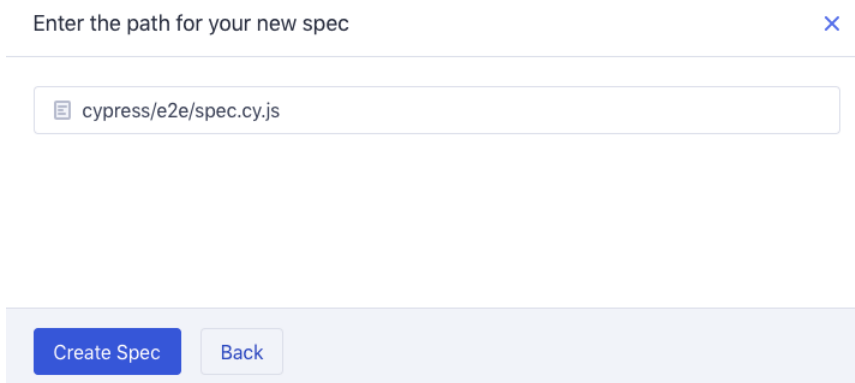 Enter the path for your new spec
cypress/e2e/spec.cy.js
Create Spec
Back